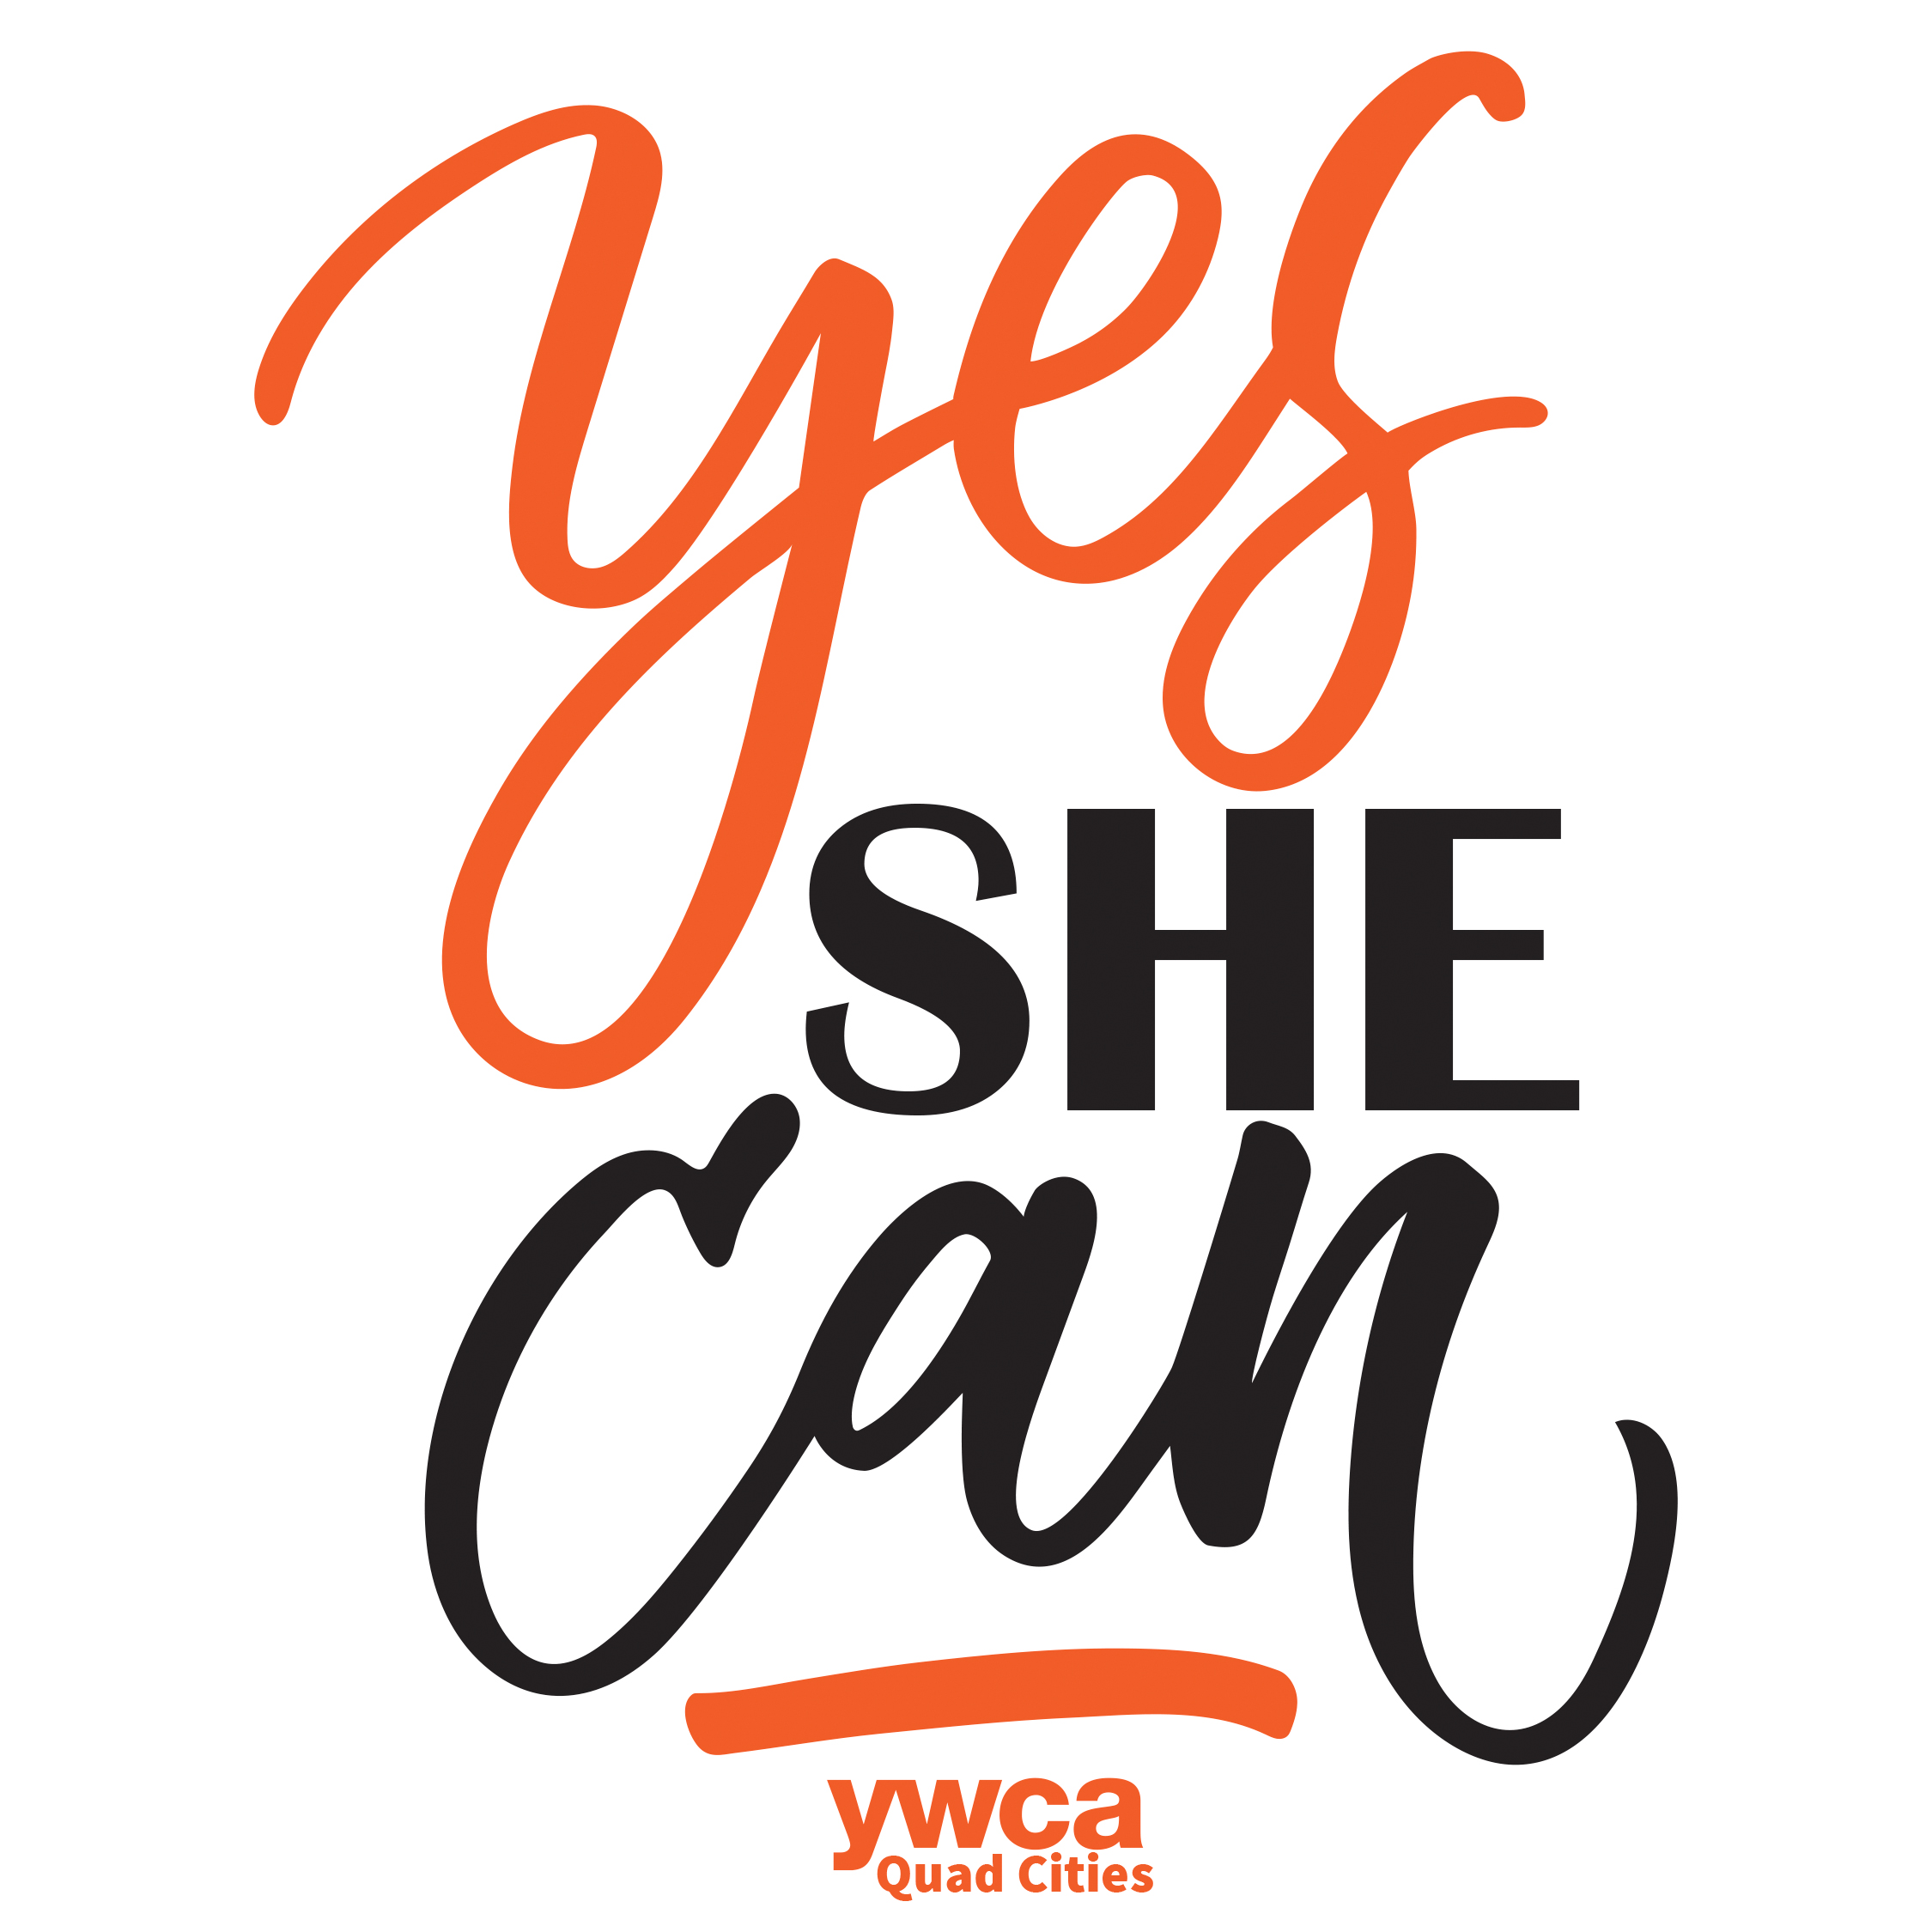 yes
SHE
can
ywca
Quad Cities